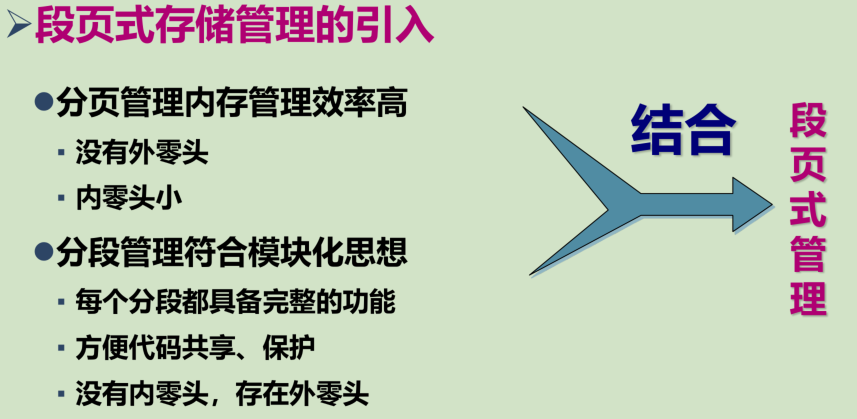 ➢段页式存储管理的引入
●分页管理内存管理效率高
▪ 没有外零头
▪ 内零头小
●分段管理符合模块化思想
▪ 每个分段都具备完整的功能
▪ 方便代码共享、保护
▪ 没有内零头，存在外零头
结合
段页式管理